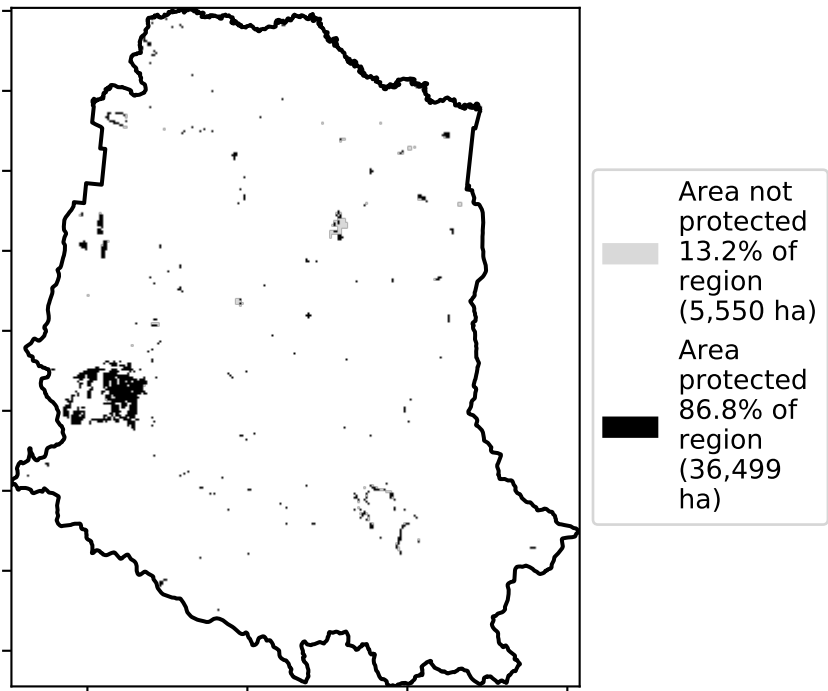 Area not
protected
13.2% of
region
(5,550 ha)
Area
protected
86.8% of
region
(36,499
ha)